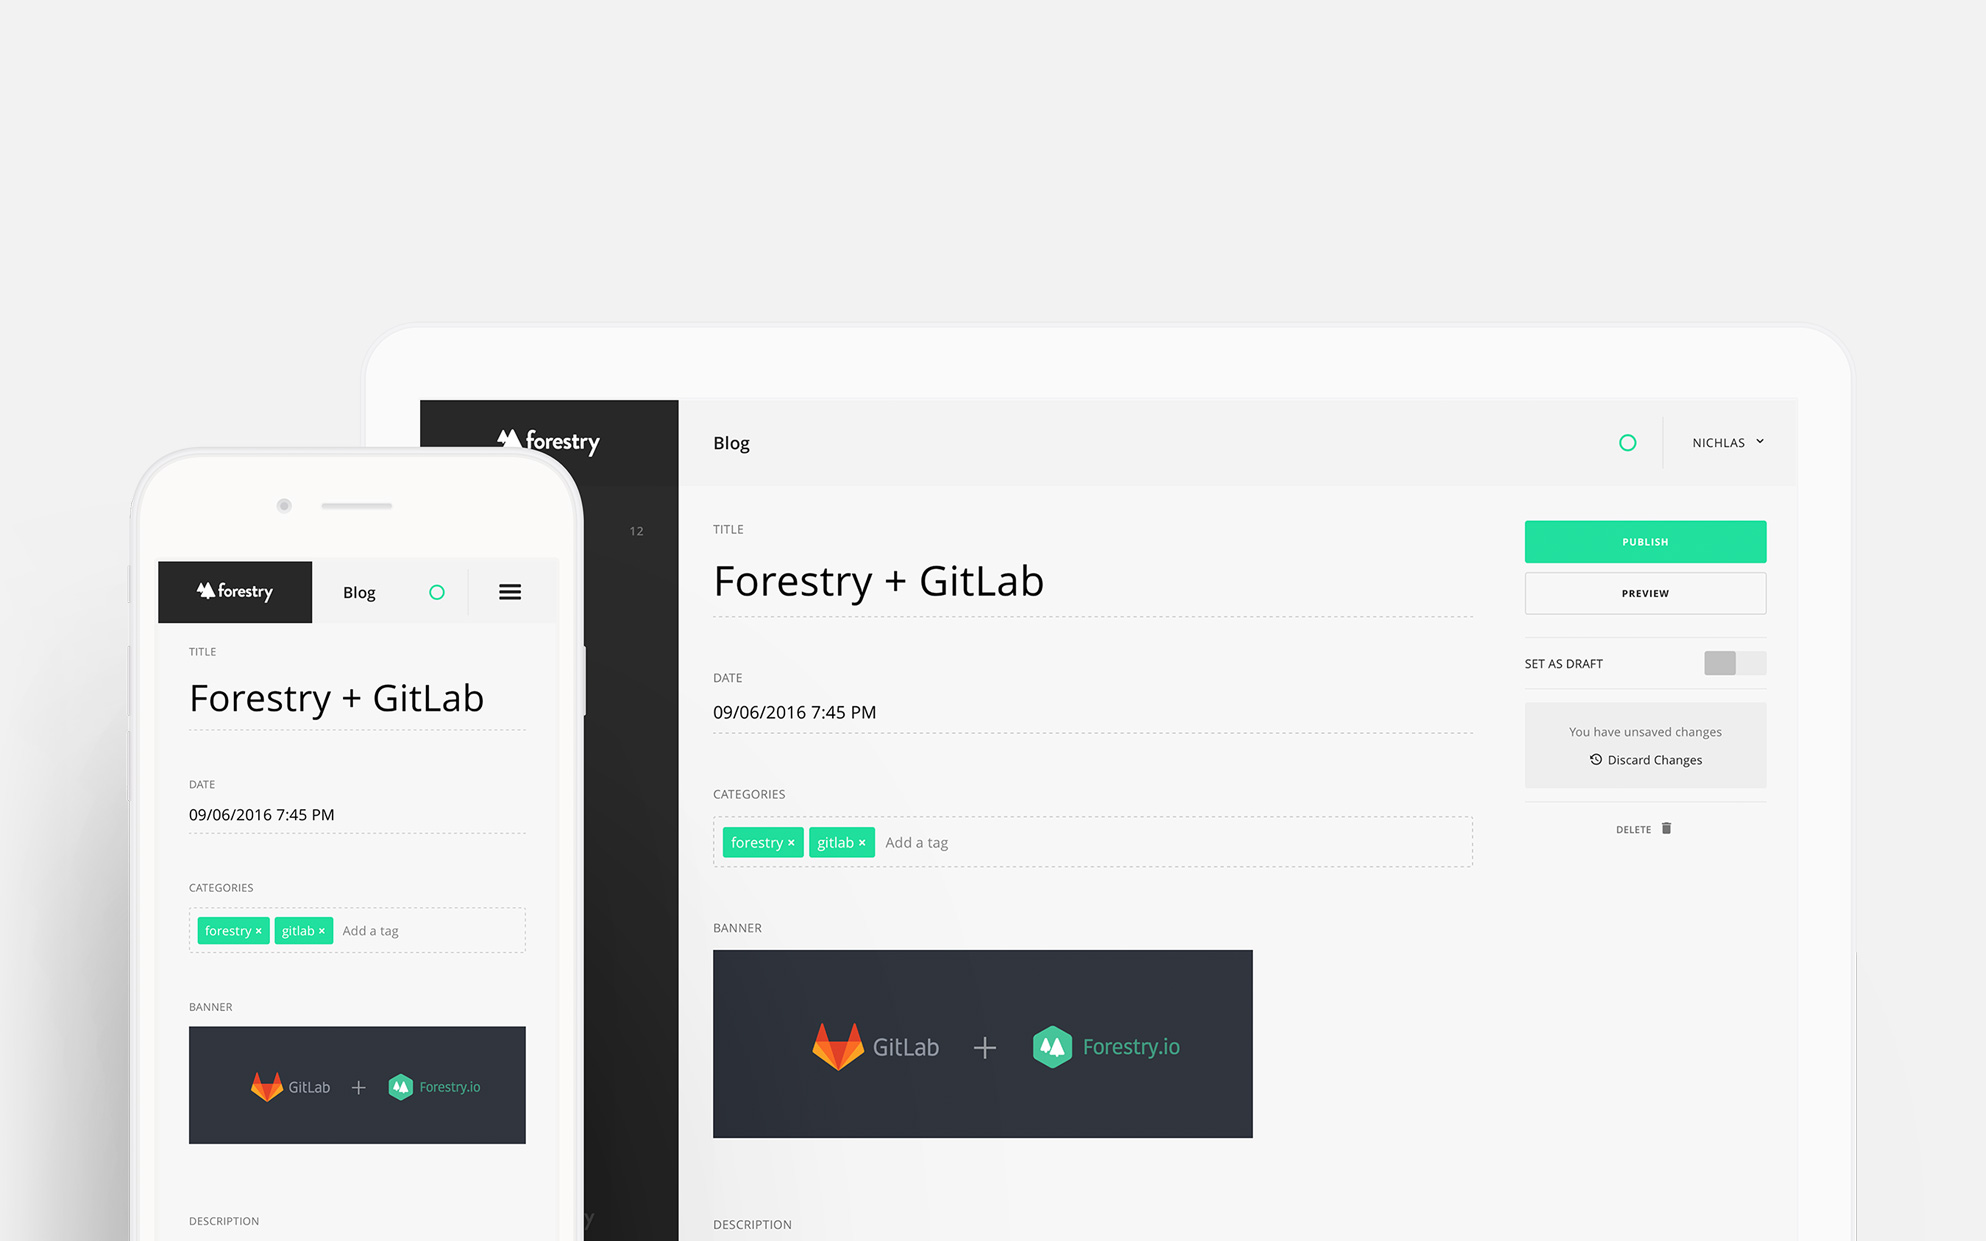 forestry
Blog
NICHLAS
12
TITLE
Forestry + GitLab
DATE
09/06/2016 7:45 PM
CATEGORIES
forestry × gitlab × Add a tag
BANNER
GitLab + Forestry.io
DESCRIPTION
PUBLISH
PREVIEW
SET AS DRAFT
You have unsaved changes
Discard Changes
DELETE
forestry
Blog
TITLE
Forestry + GitLab
DATE
09/06/2016 7:45 PM
CATEGORIES
forestry × gitlab × Add a tag
BANNER
GitLab + Forestry.io
DESCRIPTION